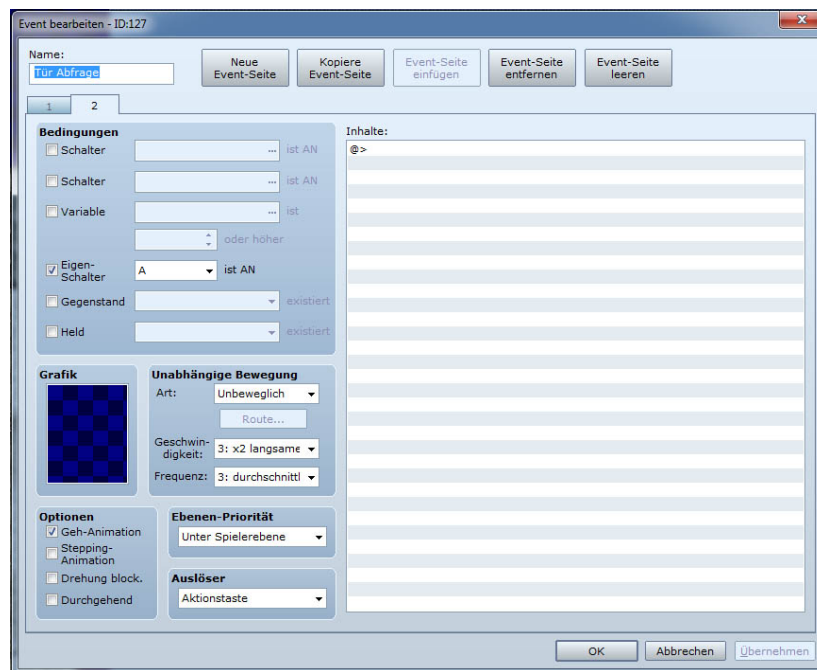 Event bearbeiten - ID:127
Name:
Tür Abfrage
Neue
Event-Seite
Kopiere
Event-Seite
Event-Seite
einfügen
Event-Seite
entfernen
Event-Seite
leeren
1 2
Bedingungen
Schalter ... ist AN
Schalter ... ist AN
Variable ... ist
oder höher
Eigen-
Schalter A ist AN
Gegenstand existiert
Held existiert
Grafik
Unabhängige Bewegung
Art: Unbeweglich
Route...
Geschwin-
digkeit: 3: x2 langsame
Frequenz: 3: durchschnittl
Optionen
Geh-Animation
Stepping-
Animation
Drehung block.
Durchgehend
Ebenen-Priorität
Unter Spielerebene
Auslöser
Aktionstaste
Inhalte:
@>
OK Abbrechen Übernehmen